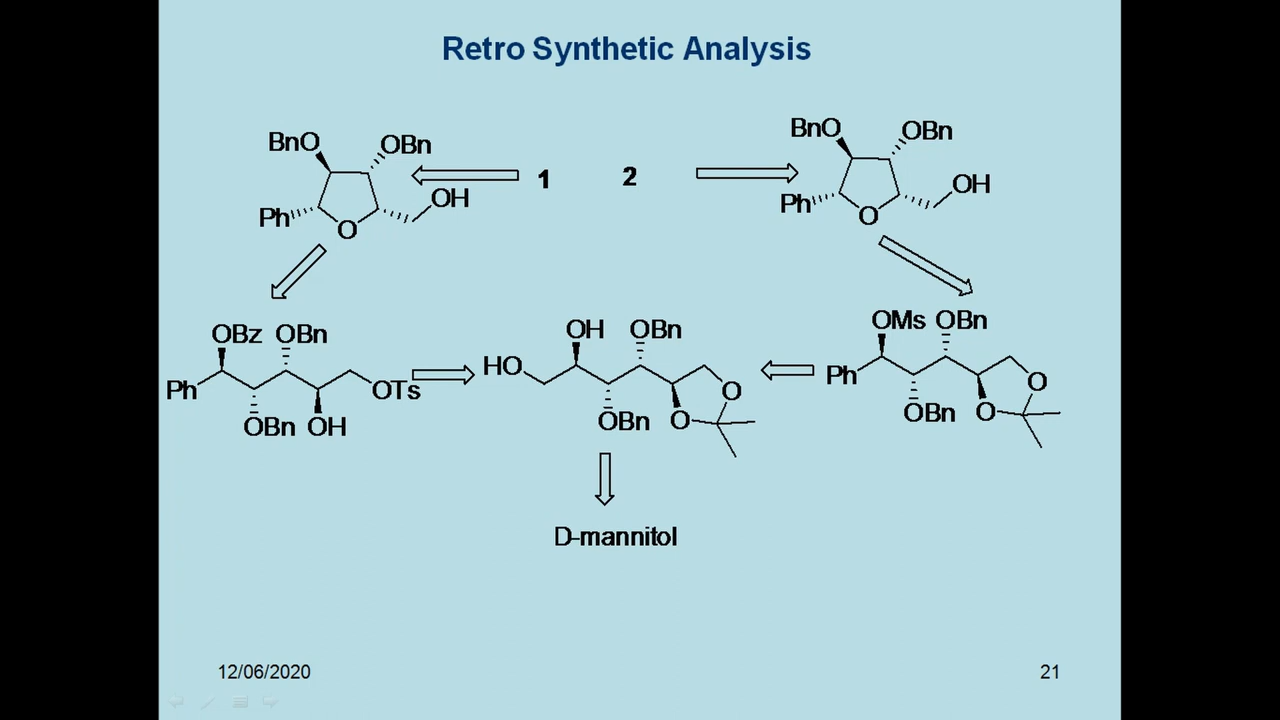 Retro Synthetic Analysis
BnO OBn
Ph O OH
1 2
BnO OBn
Ph O OH
OBz OBn
Ph OBn OH OTs
OH OBn
HO OBn O O
OMs OBn
Ph OBn O O
D-mannitol
12/06/2020 21